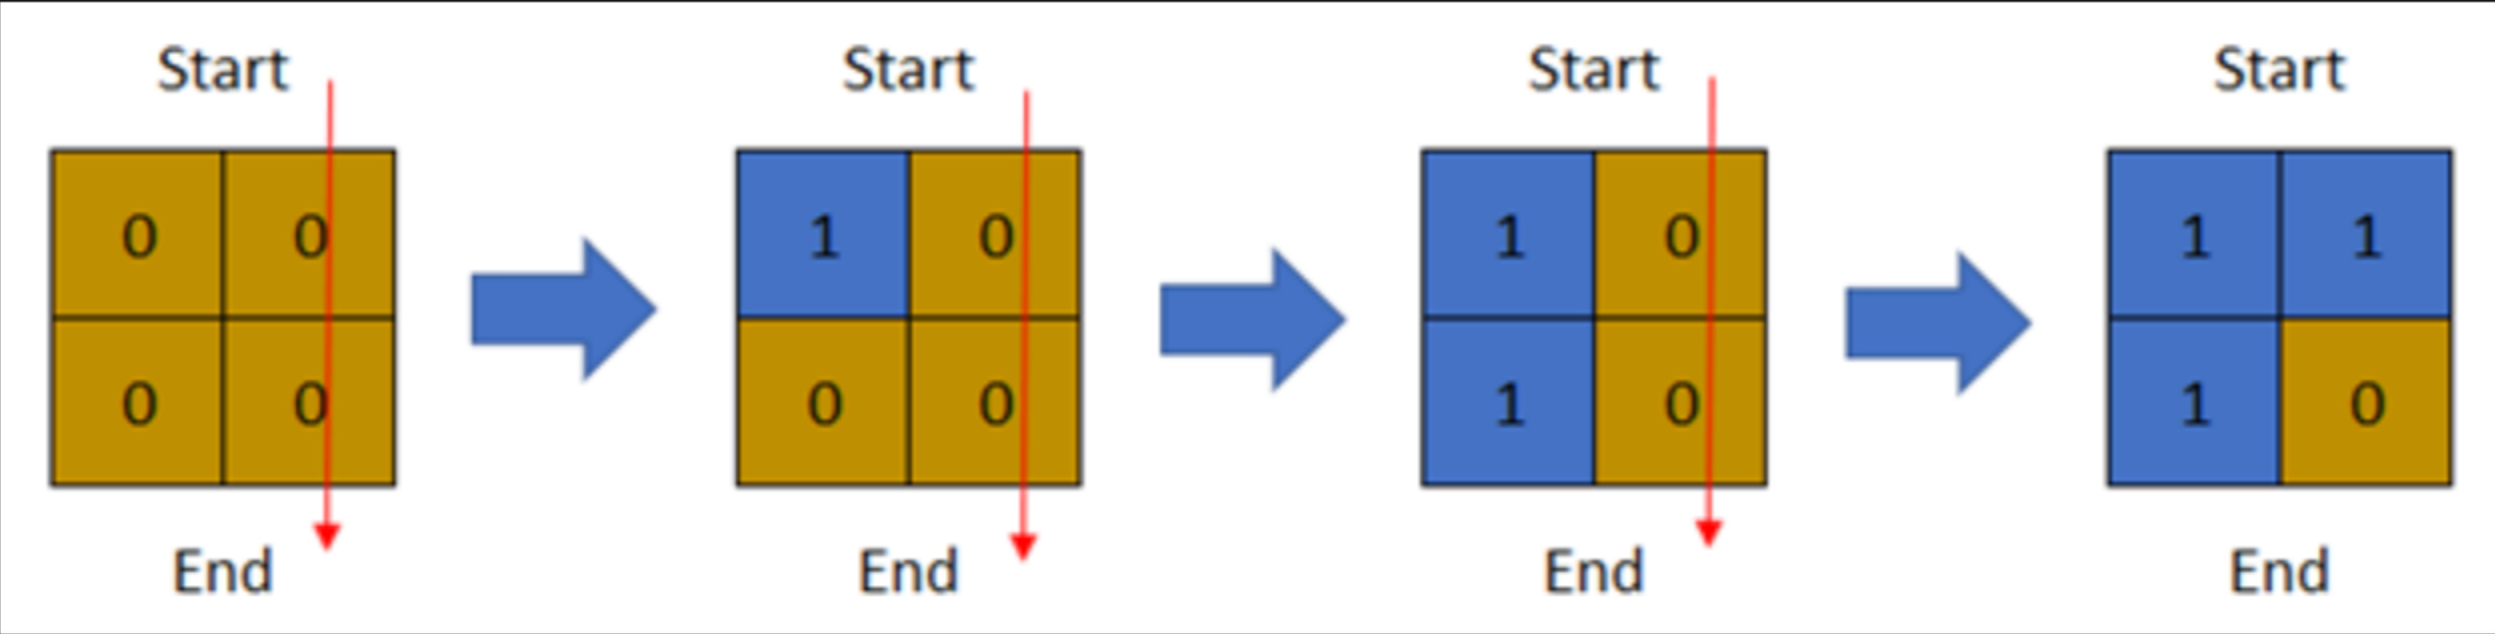 Start Start Start Start
0 0 1 0 1 0 1 1
0 0 0 0 1 0 1 0
End End End End